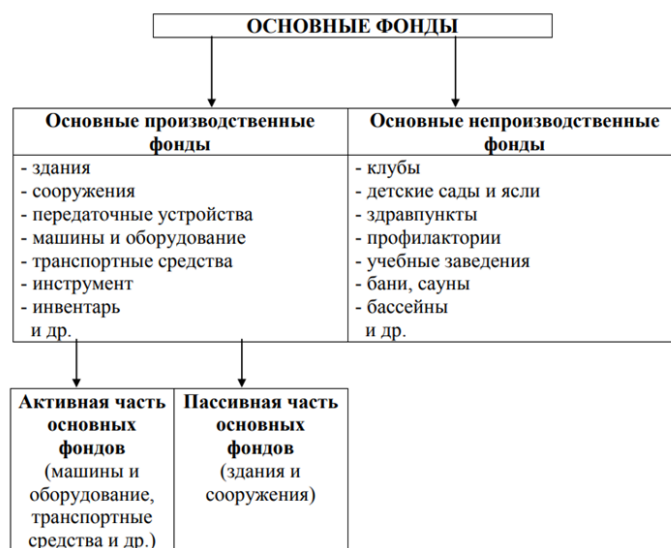 ОСНОВНЫЕ ФОНДЫ
Основные производственные
фонды
- здания
- сооружения
- передаточные устройства
- машины и оборудование
- транспортные средства
- инструмент
- инвентарь
и др.
Основные непроизводственные
фонды
- клубы
- детские сады и ясли
- здравпункты
- профилактории
- учебные заведения
- бани, сауны
- бассейны
и др.
Активная часть
основных
фондов
(машины и
оборудование,
транспортные
средства и др.)
Пассивная часть
основных
фондов
(здания и
сооружения)